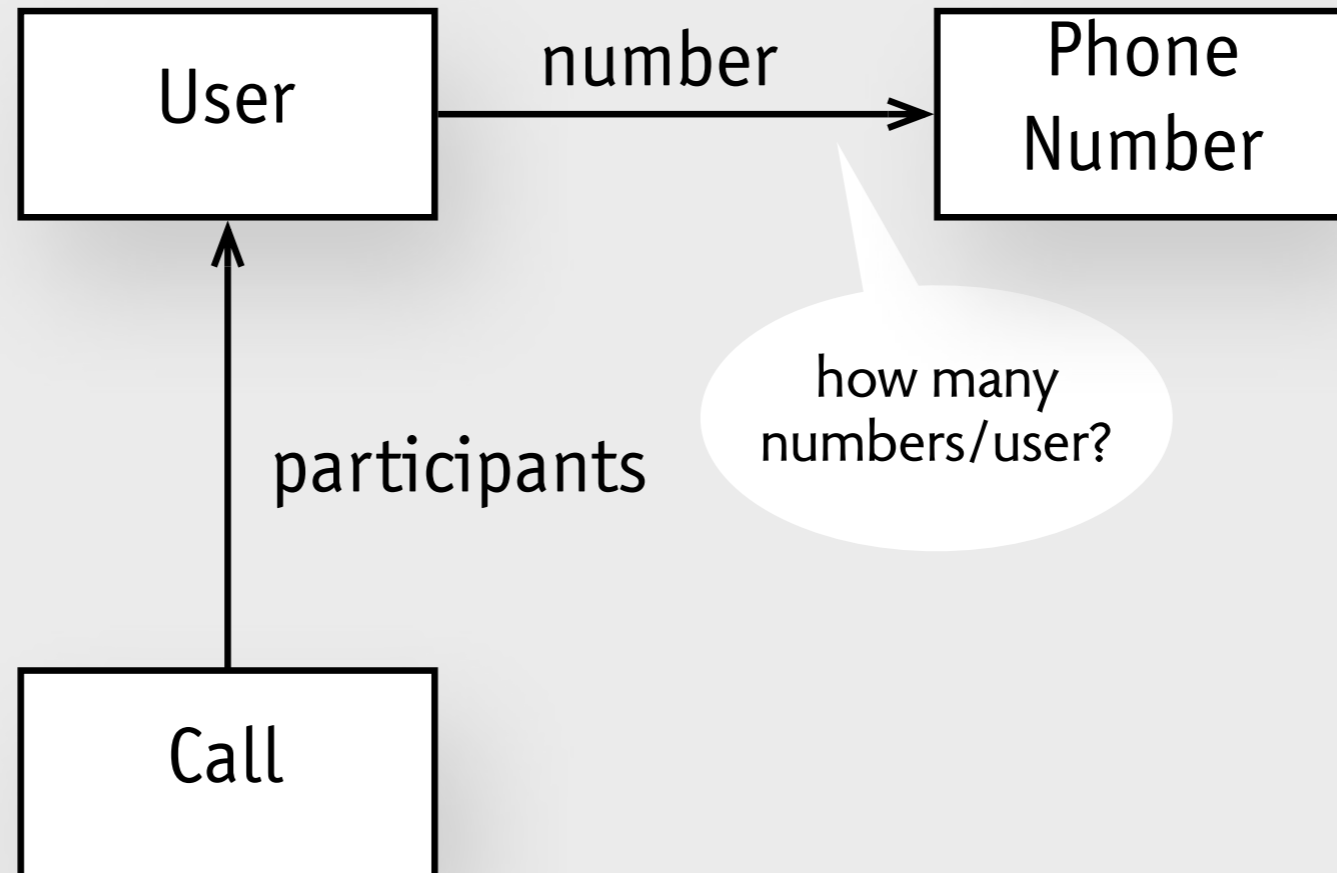 User
number
Phone
Number
how many
numbers/user?
participants
Call